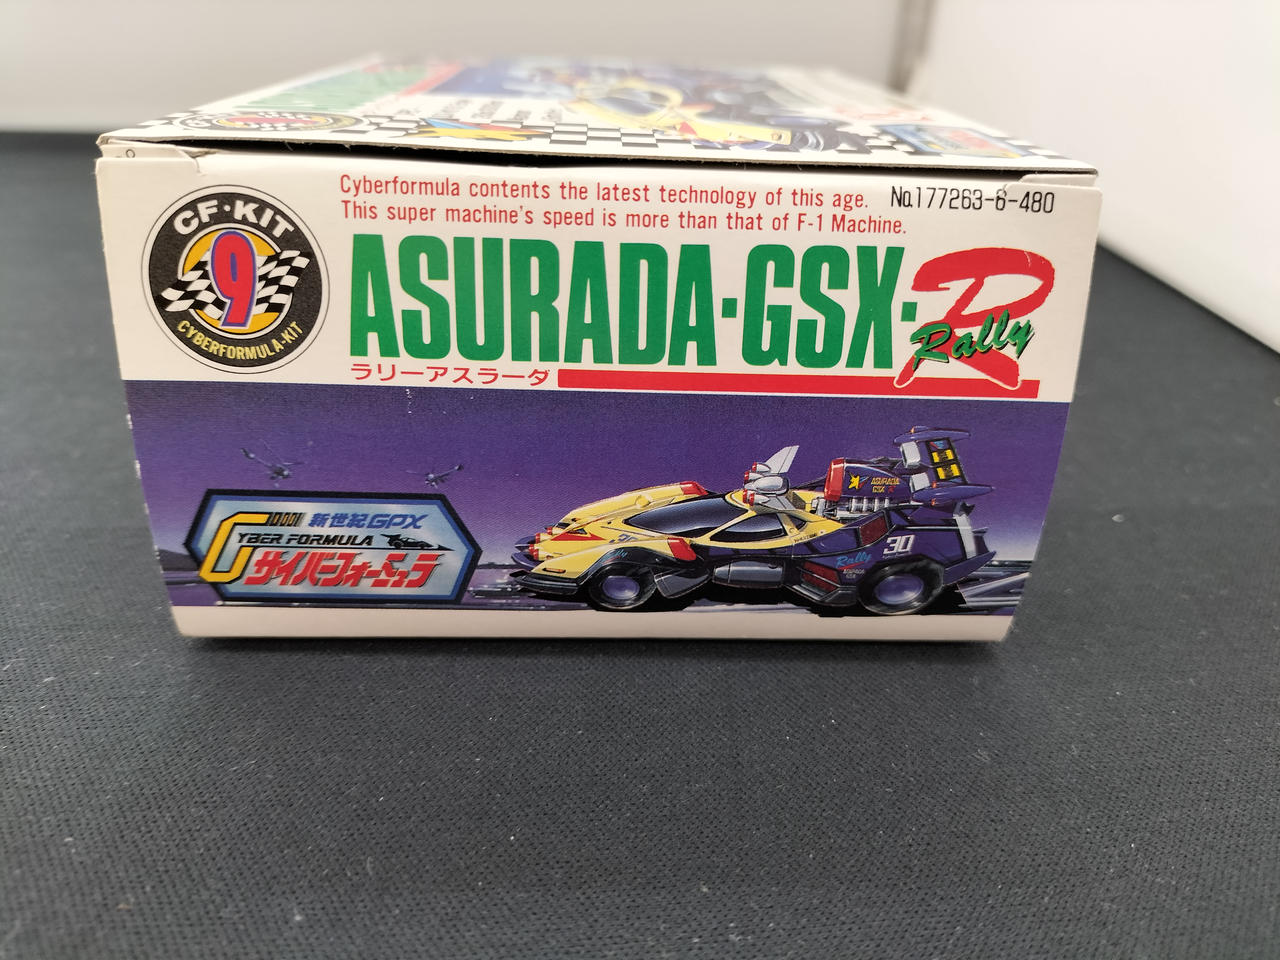 CF·KIT
9
CYBERFORMULA·KIT
Cyberformula contents the latest technology of this age.
No.177263-6-480
This super machine's speed is more than that of F-1 Machine.
ASURADA·GSX·R
Rally
ラリーアスラーダ
新世紀GPX
CYBER FORMULA
サイバーフォーミュラ
ASURADA
GSX R
30
Rally
ASURADA
GSX